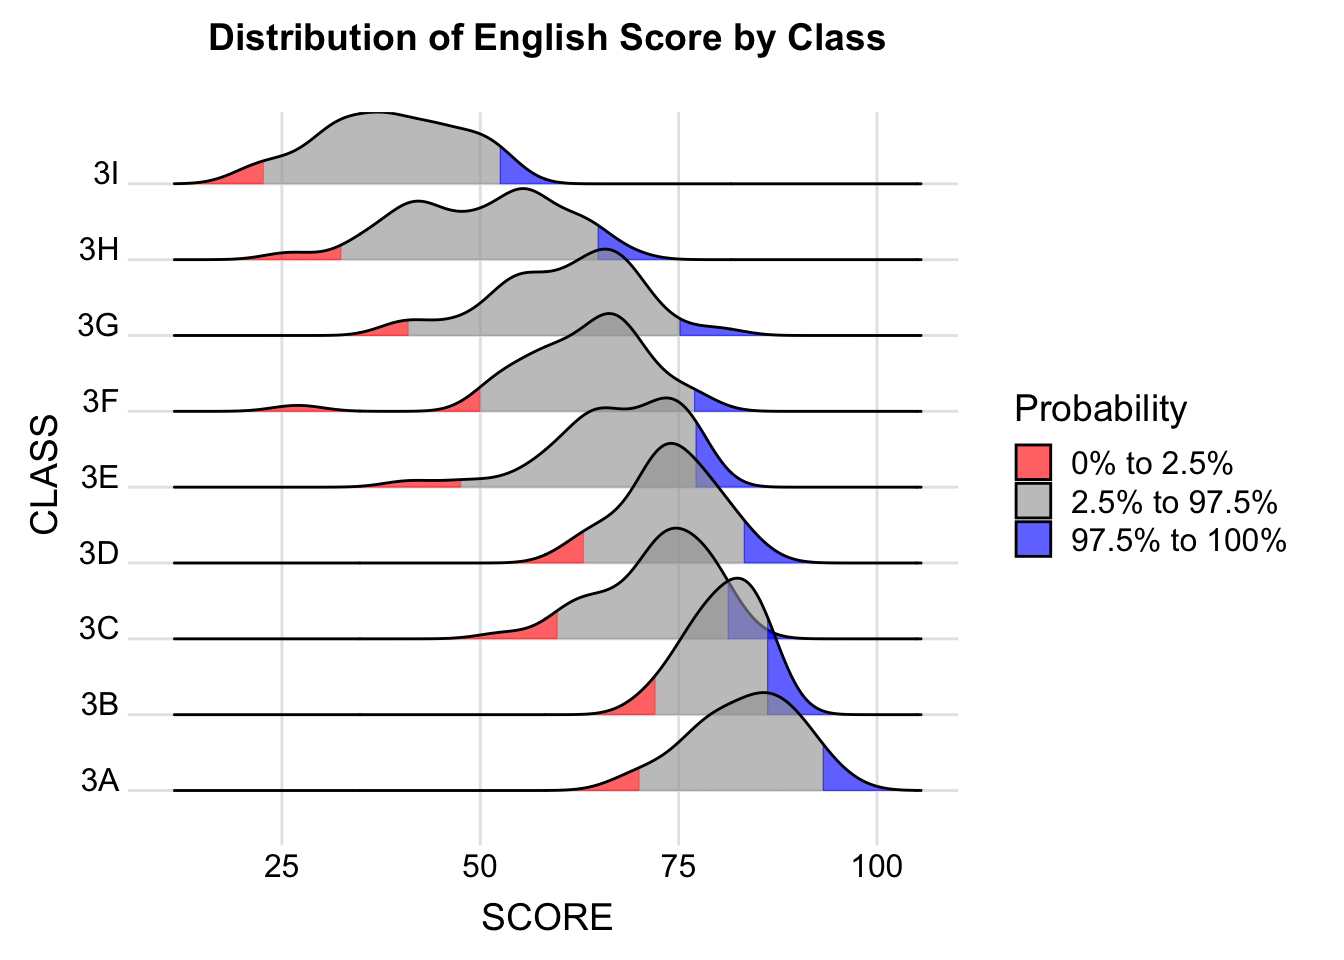 Distribution of English Score by Class
3I
3H
3G
3F
3E
3D
3C
3B
3A
CLASS
25 50 75 100
SCORE
Probability
0% to 2.5%
2.5% to 97.5%
97.5% to 100%